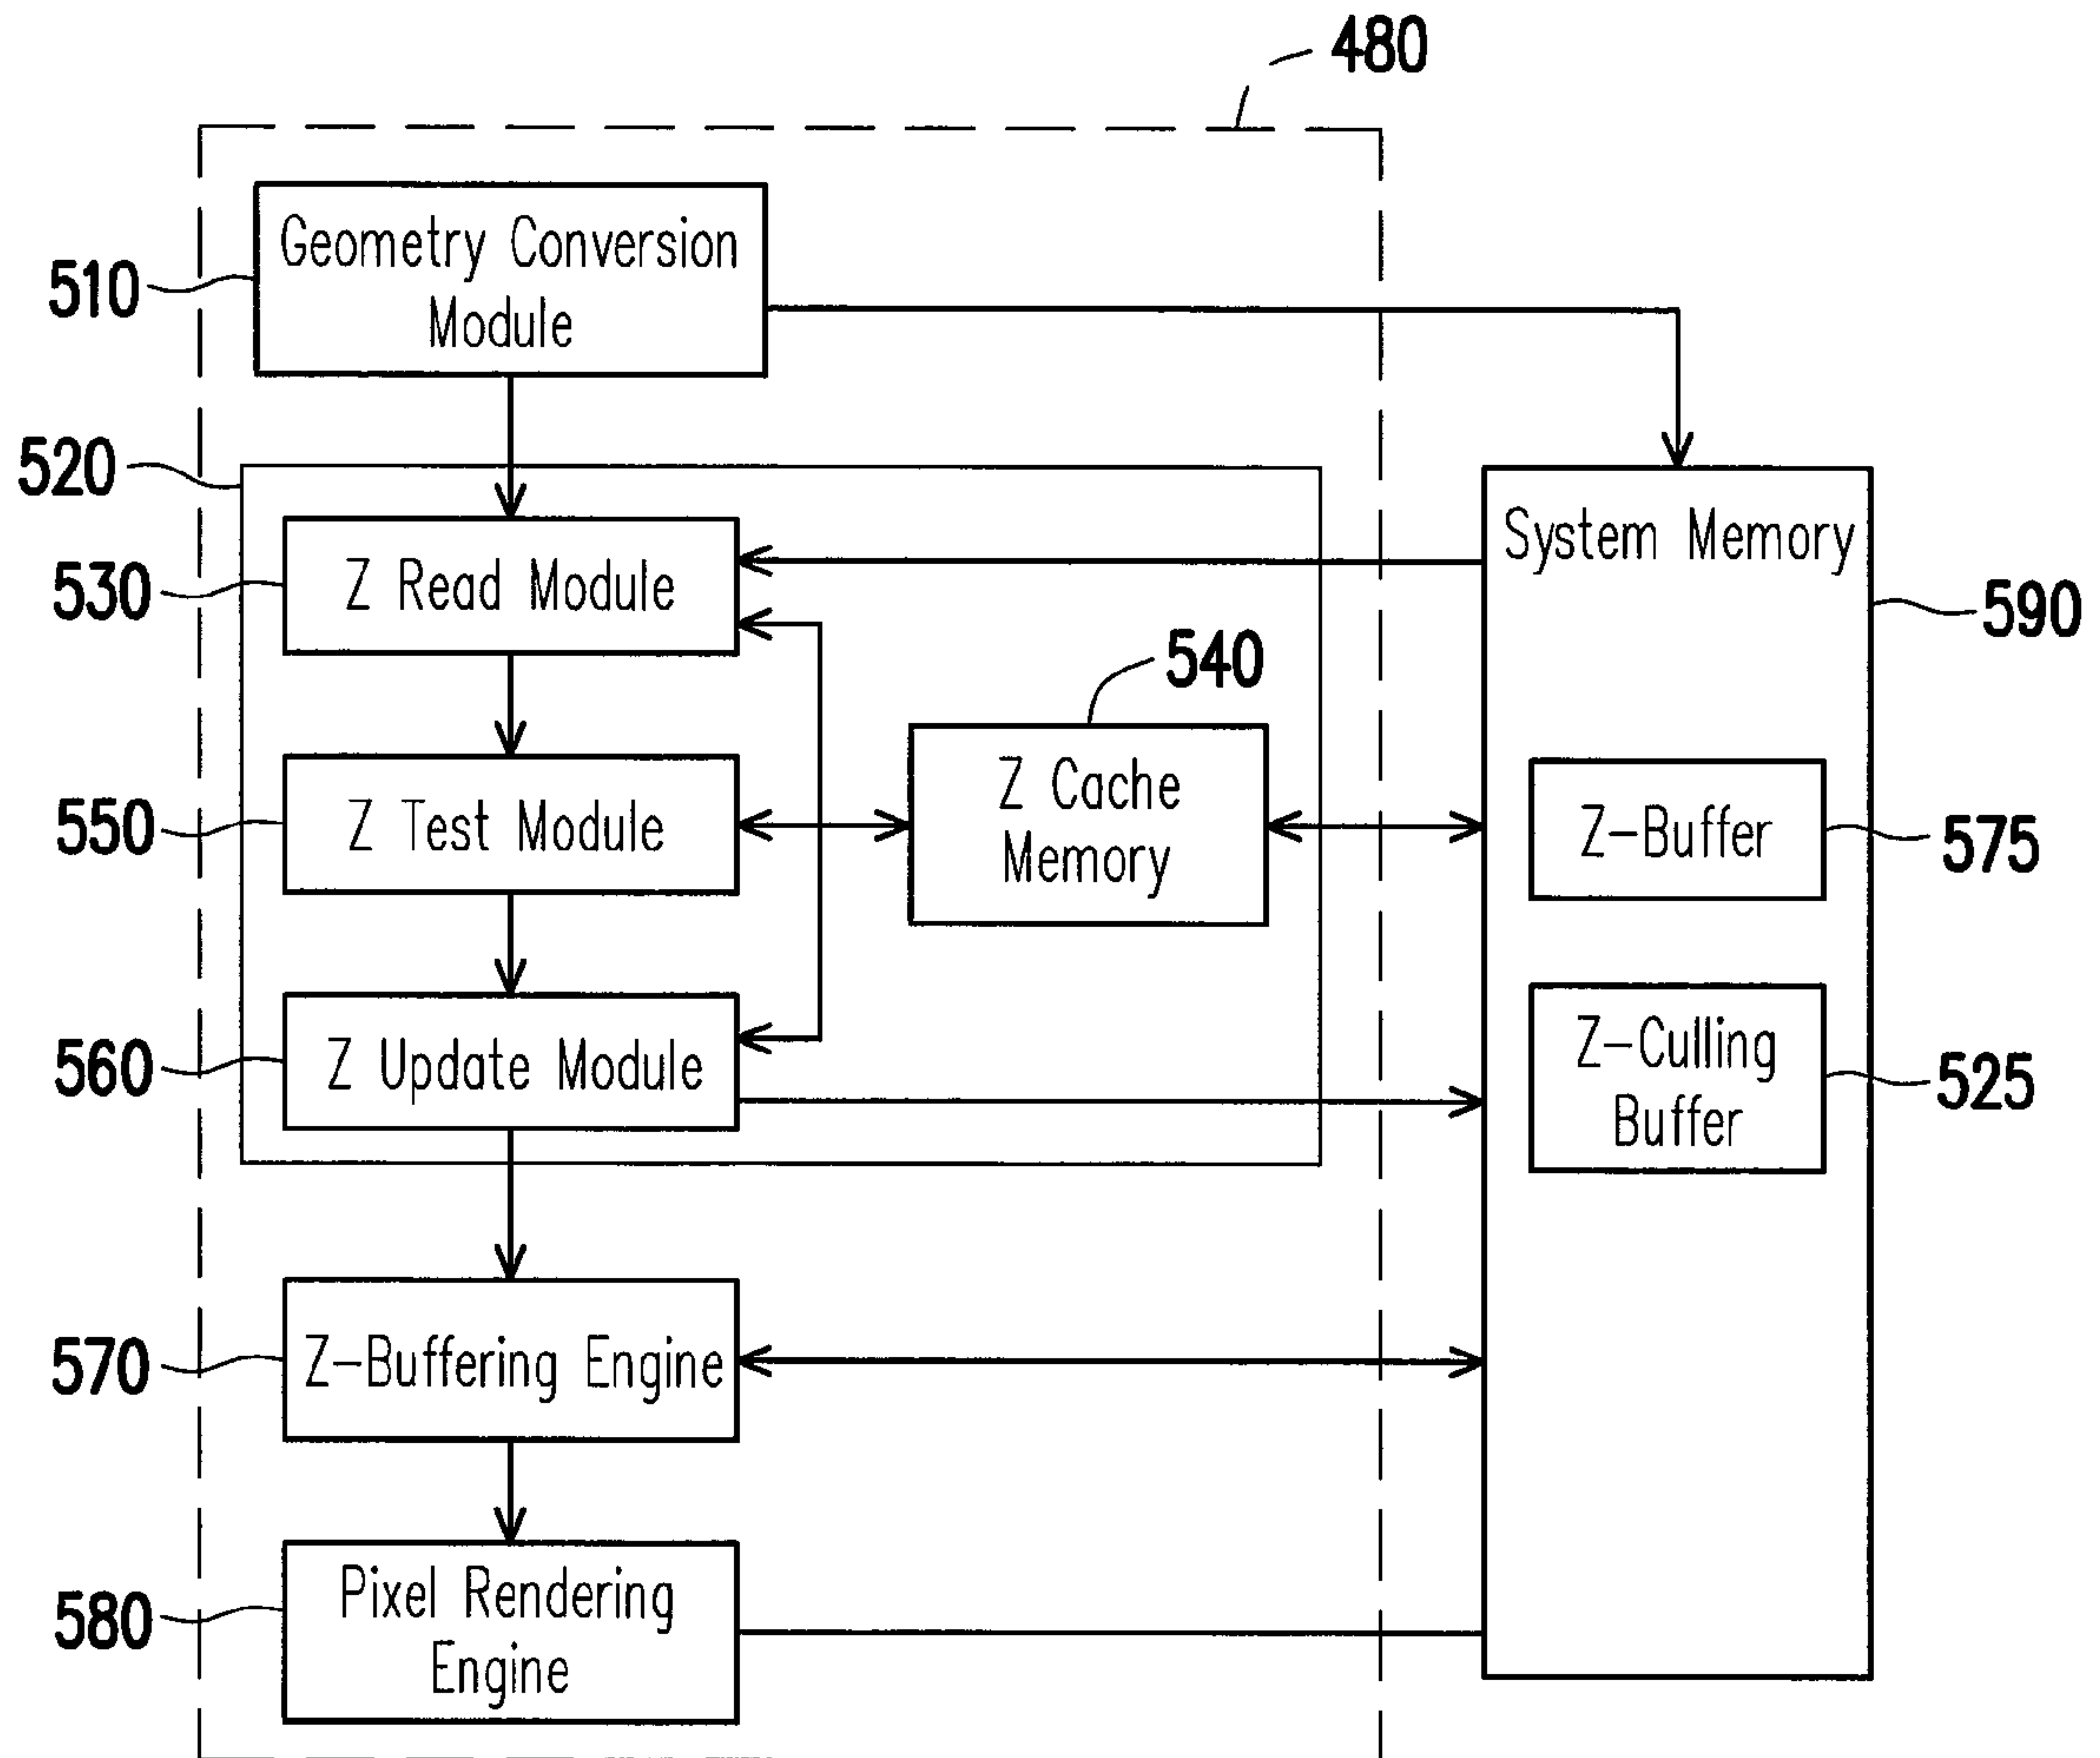 480
Geometry Conversion
Module
510
520
System Memory
530
Z Read Module
590
540
Z Cache
Memory
550
Z Test Module
Z-Buffer
575
560
Z Update Module
Z-Culling
Buffer
525
570
Z-Buffering Engine
580
Pixel Rendering
Engine